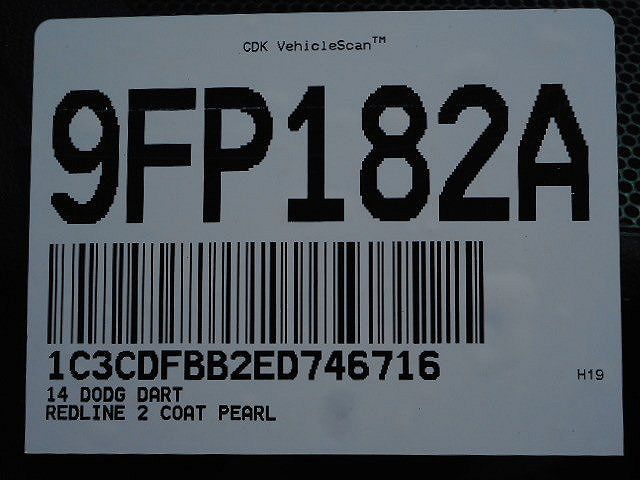 CDK VehicleScan™
9FP182A
1C3CDFBB2ED746716
H19
14 DODG DART
REDLINE 2 COAT PEARL